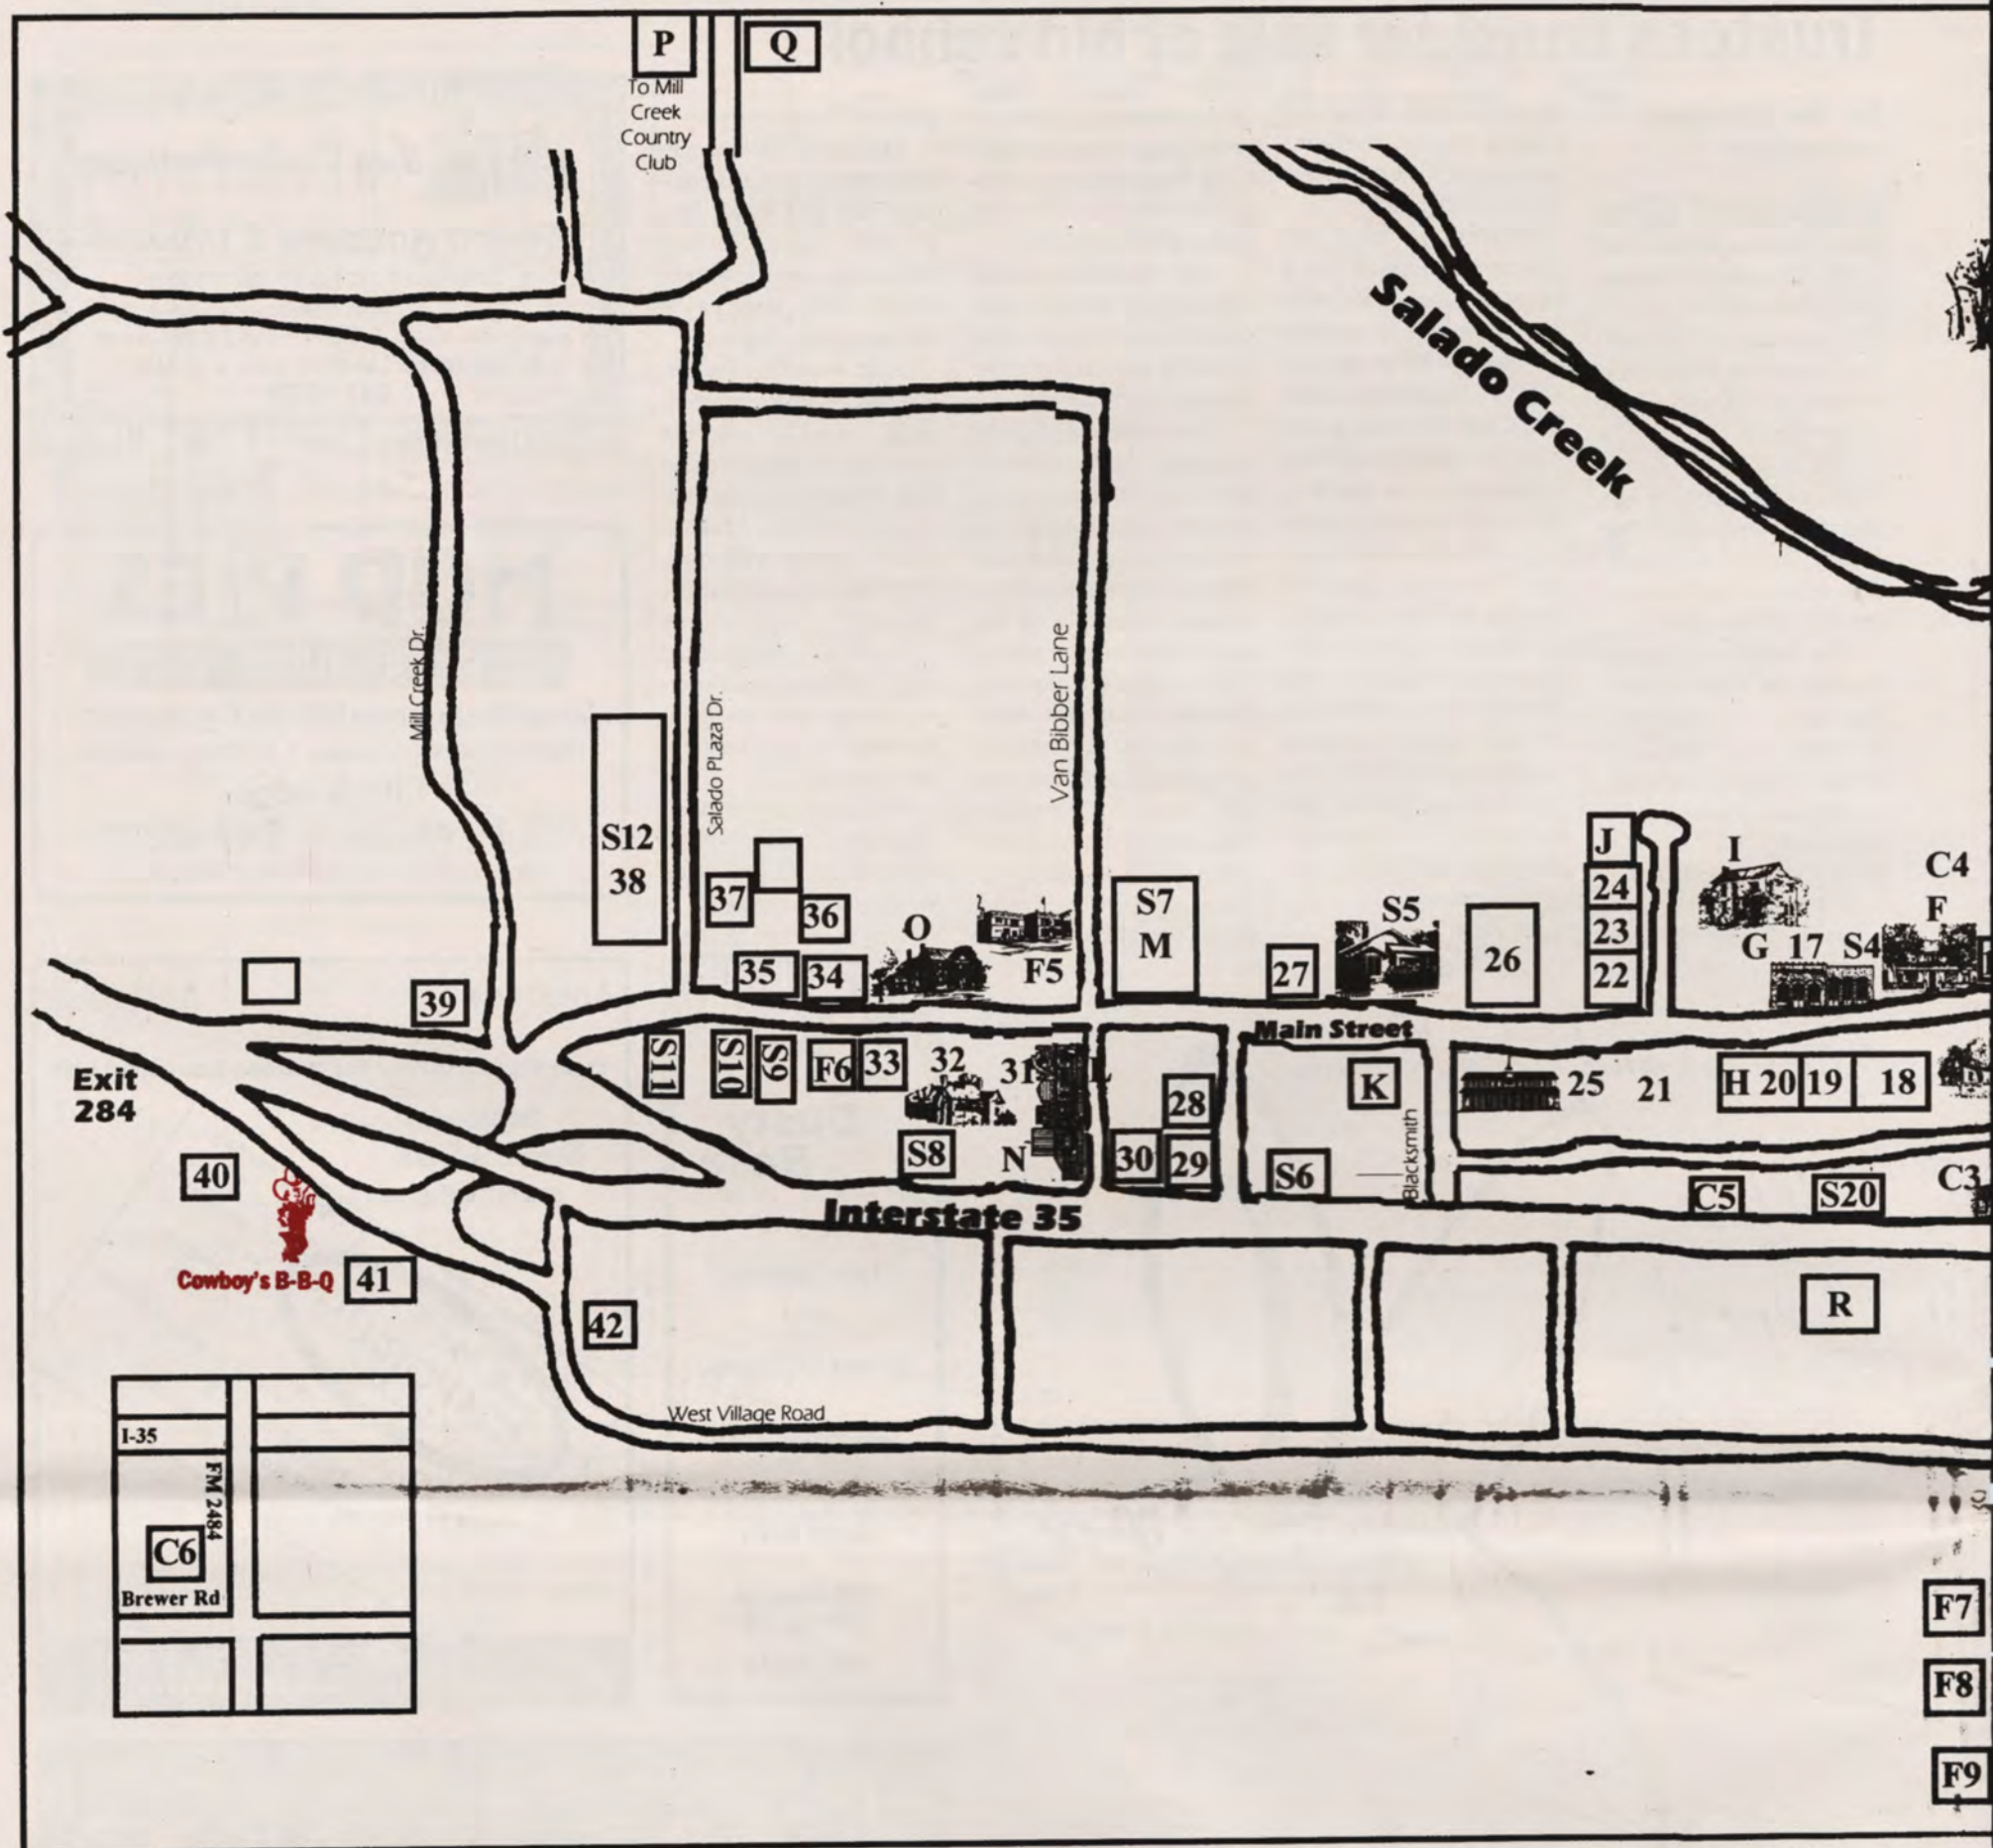 P
Q
To Mill
Creek
Country
Club
Salado Creek
Mill Creek Dr.
Salado PLaza Dr.
Van Bibber Lane
S12
38
37
36
35
34
O
F5
S7
M
27
S5
26
J
24
23
22
I
G 17 S4
C4
F
39
Main Street
Exit
284
S11
S10
S9
F6
33
32
31
L
28
K
25
21
H 20 19 18
S8
N
30
29
S6
Blacksmith
C5
S20
C3
40
Cowboy's B-B-Q
41
Interstate 35
42
R
West Village Road
I-35
FM 2484
C6
Brewer Rd
F7
F8
F9